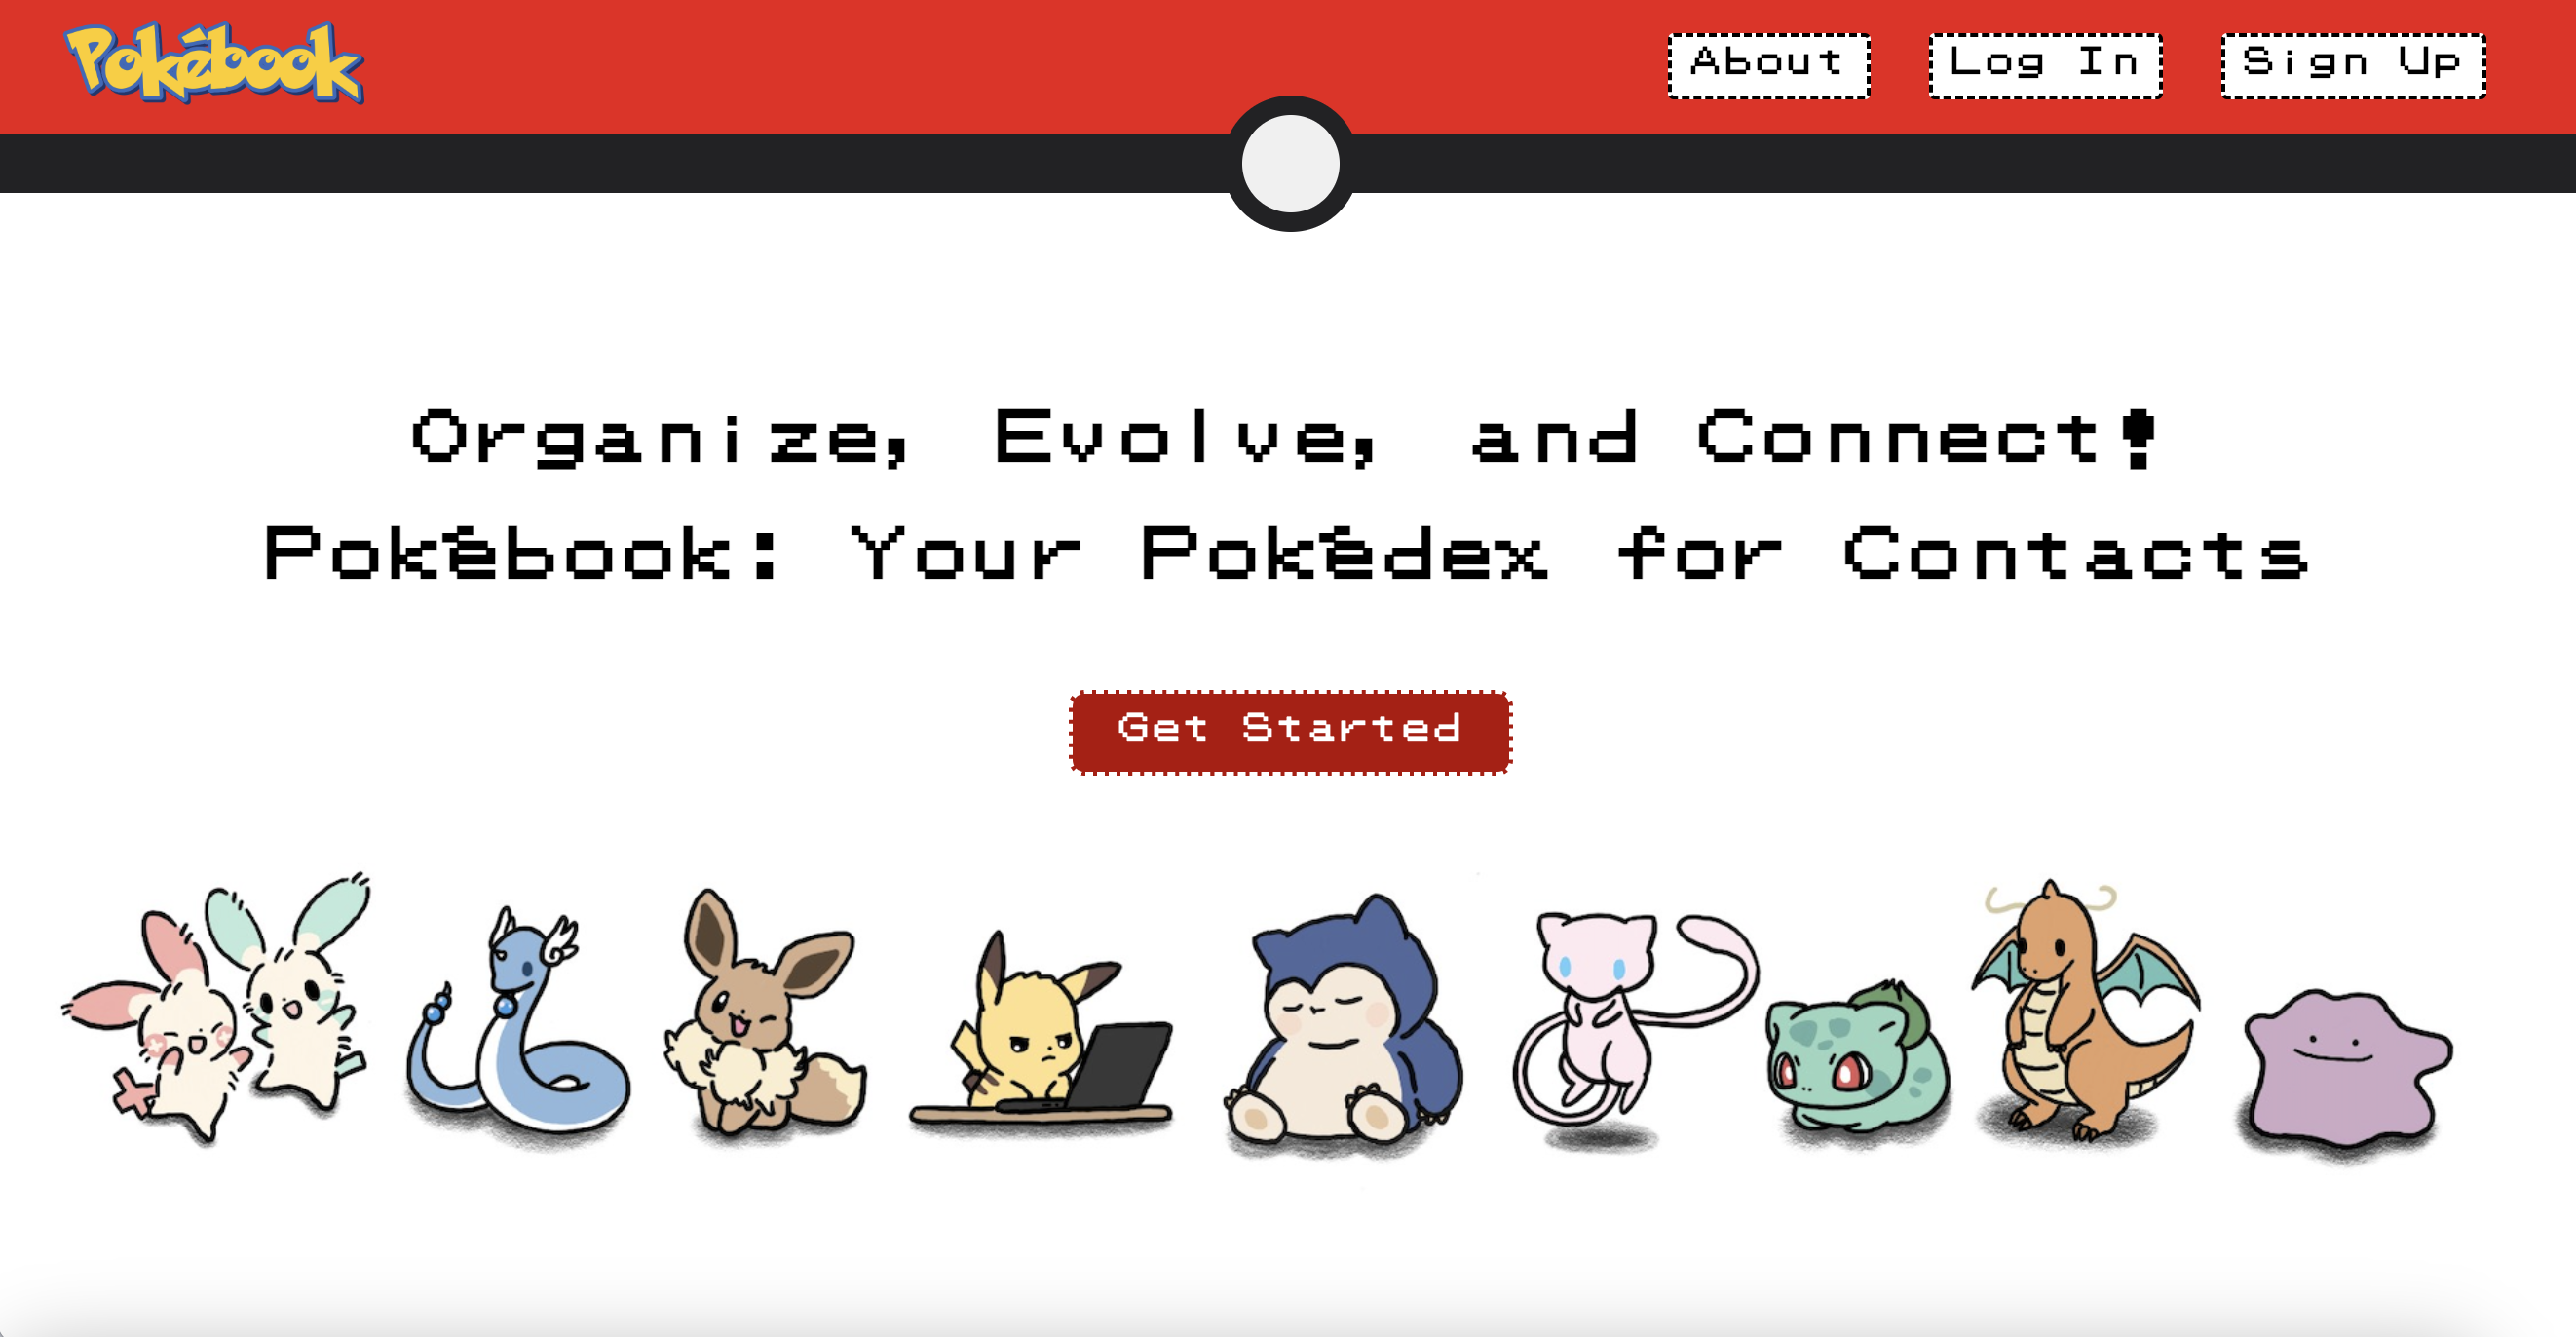 Pokébook
About
Log In
Sign Up
Organize, Evolve, and Connect!
Pokébook: Your Pokédex for Contacts
Get Started